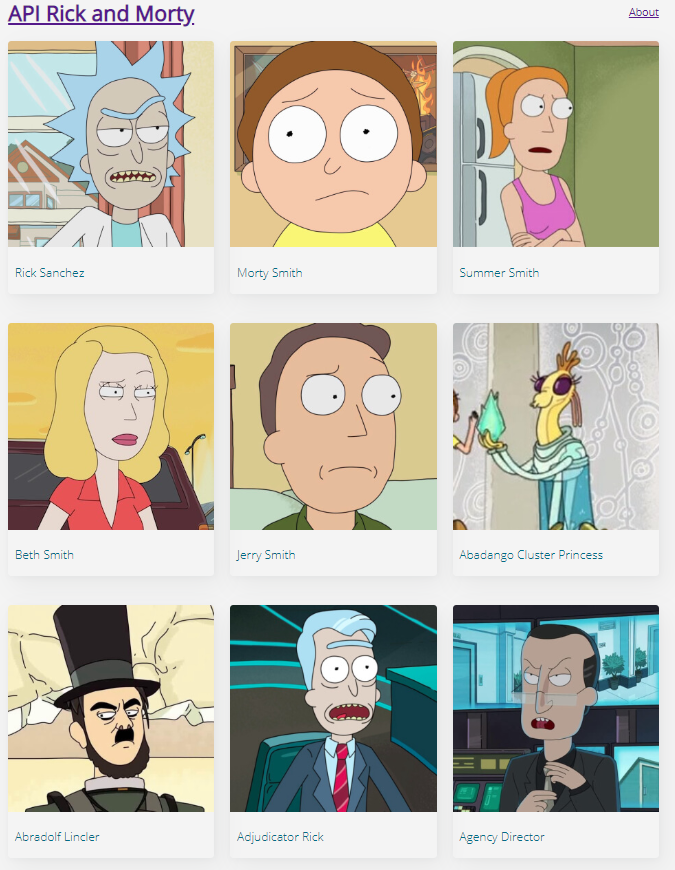 API Rick and Morty
About
Rick Sanchez
Morty Smith
Summer Smith
Beth Smith
Jerry Smith
Abadango Cluster Princess
Abradolf Lincler
Adjudicator Rick
Agency Director